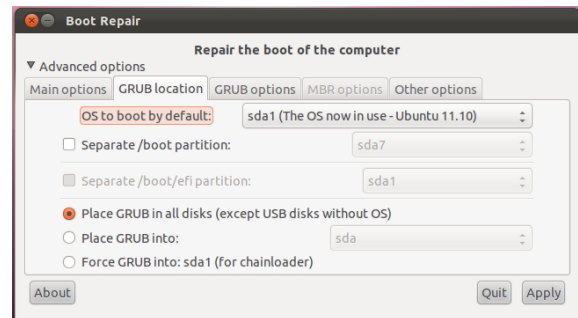 Boot Repair
Repair the boot of the computer
Advanced options
Main options GRUB location GRUB options MBR options Other options
OS to boot by default: sda1 (The OS now in use - Ubuntu 11.10)
Separate /boot partition: sda7
Separate /boot/efi partition: sda1
Place GRUB in all disks (except USB disks without OS)
Place GRUB into: sda
Force GRUB into: sda1 (for chainloader)
About Quit Apply